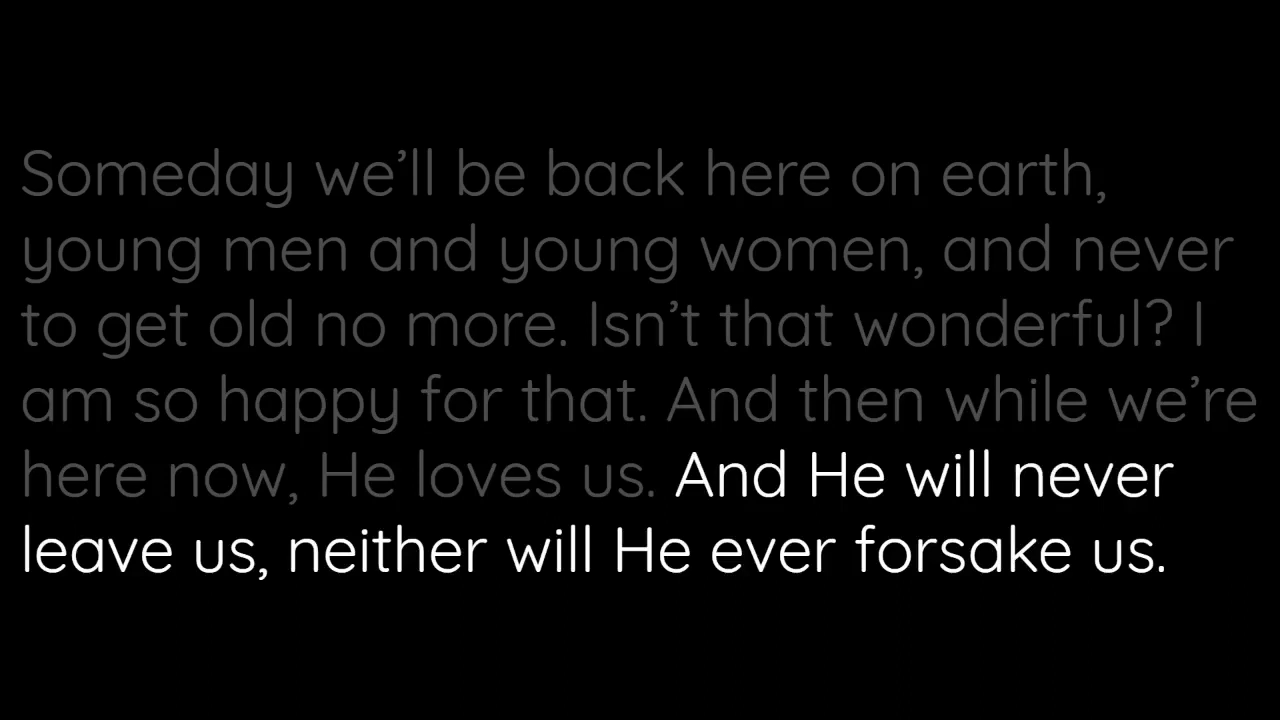 Someday we’ll be back here on earth,
young men and young women, and never
to get old no more. Isn’t that wonderful? I
am so happy for that. And then while we’re
here now, He loves us. And He will never
leave us, neither will He ever forsake us.